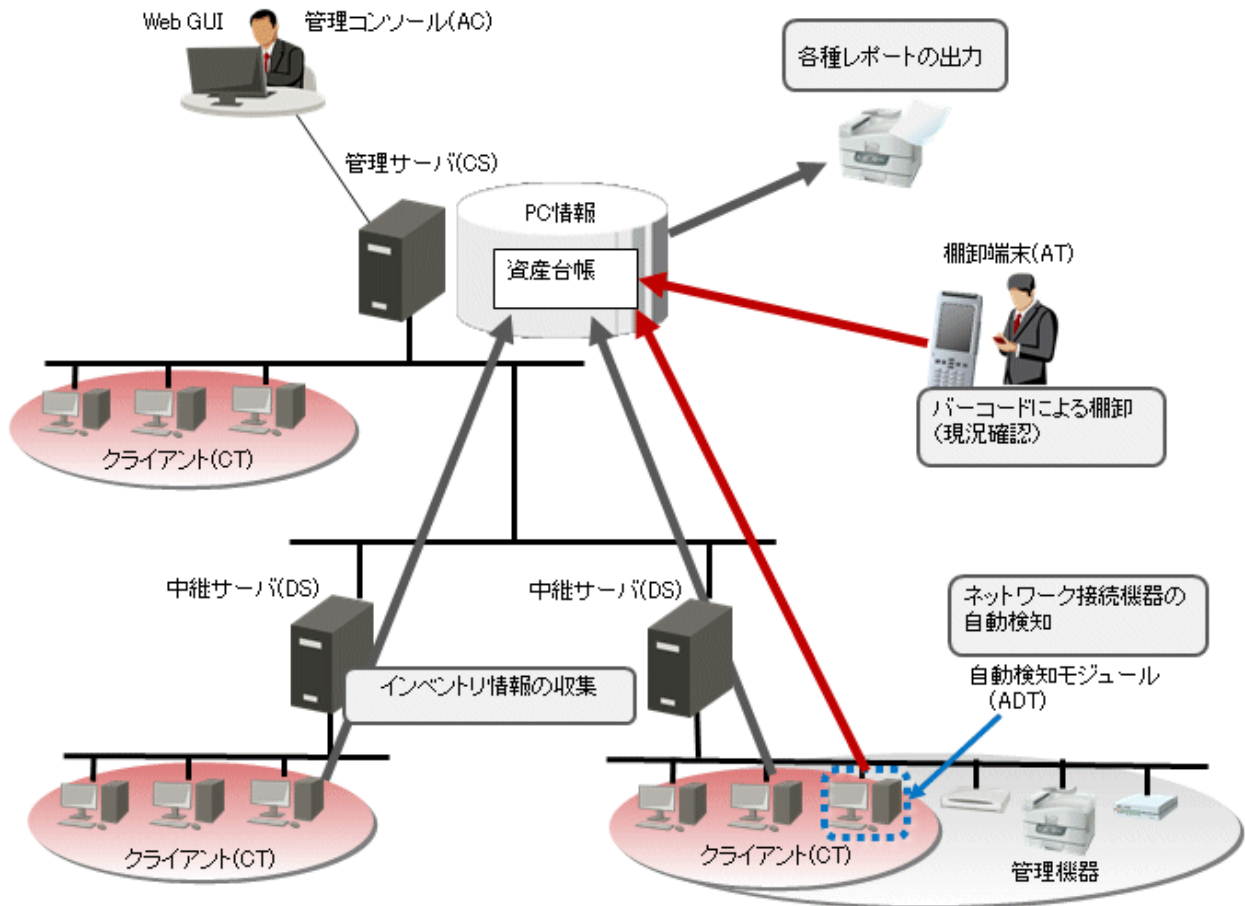 Web GUI 管理コンソール(AC)
各種レポートの出力
管理サーバ(CS)
PC情報
資産台帳
棚卸端末(AT)
バーコードによる棚卸
(現況確認)
クライアント(CT)
中継サーバ(DS)
中継サーバ(DS)
ネットワーク接続機器の
自動検知
自動検知モジュール
(ADT)
インベントリ情報の収集
クライアント(CT)
クライアント(CT)
管理機器